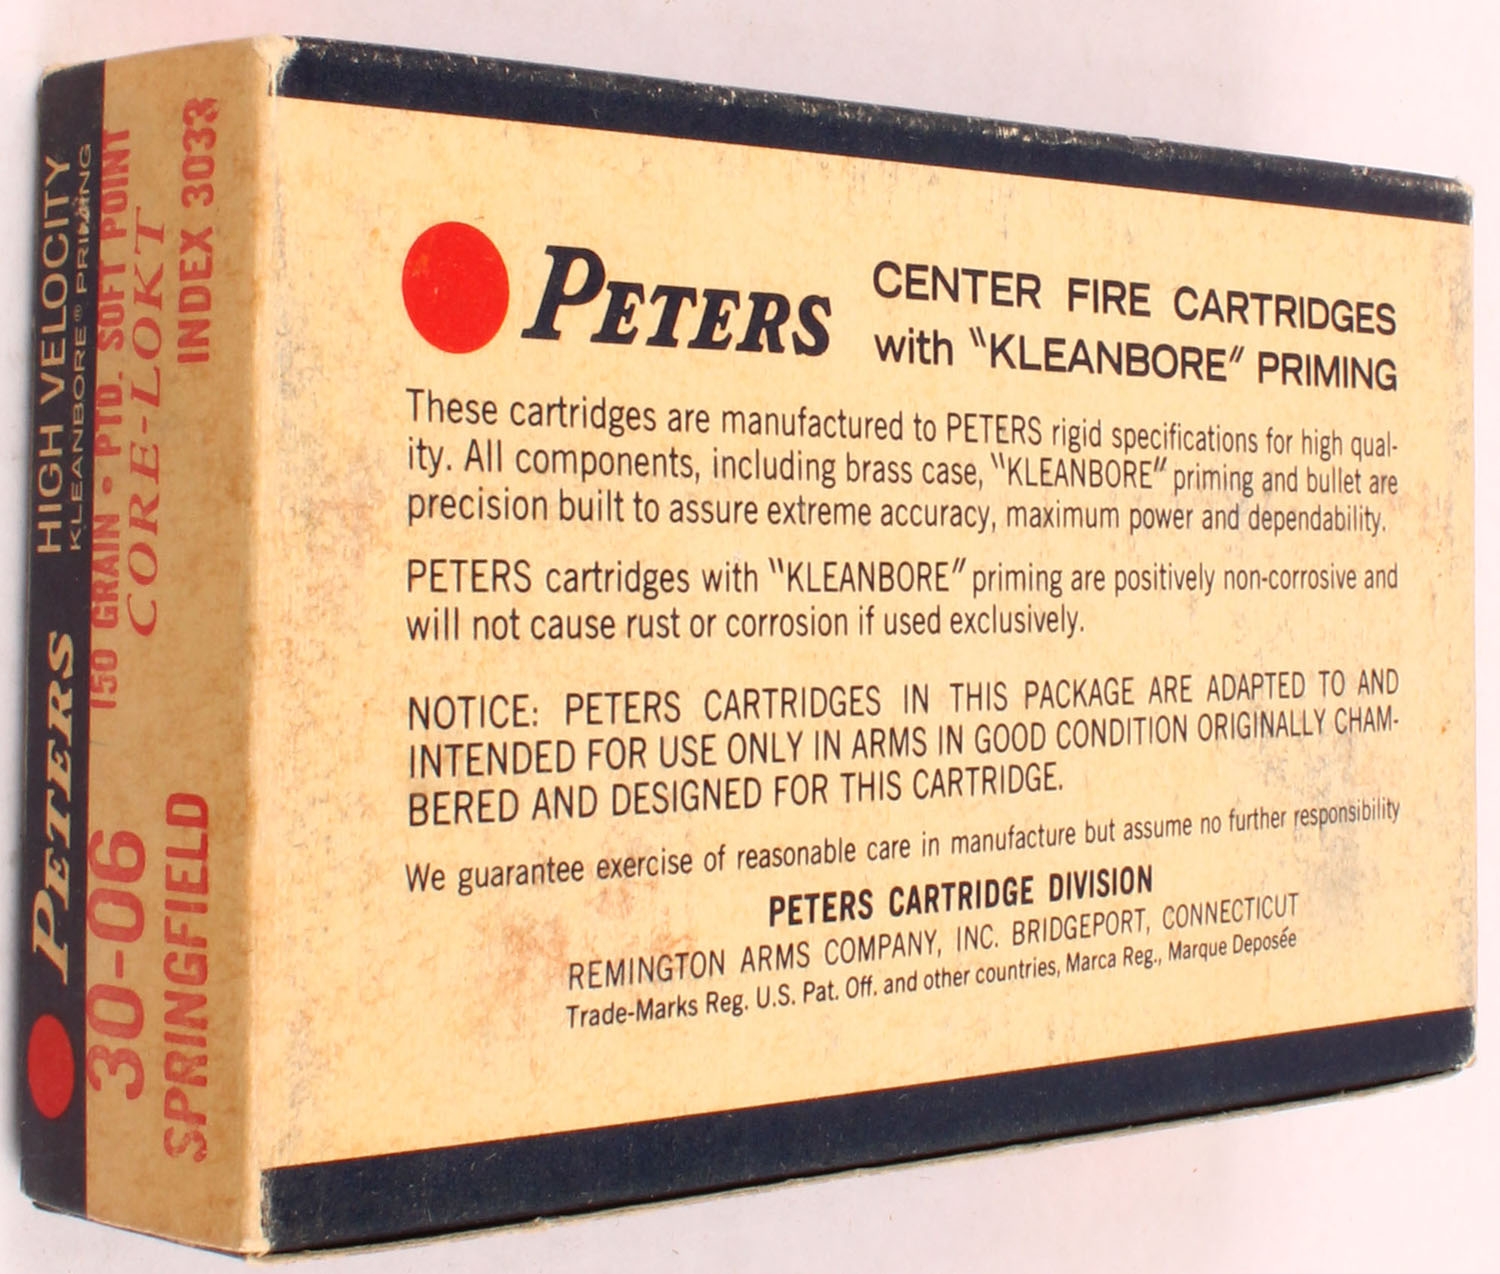 PETERS
HIGH VELOCITY
KLEANBORE® PRIMING
30-06
SPRINGFIELD
150 GRAIN • PTD. SOFT POINT
CORE-LOKT
INDEX 3033
PETERS
CENTER FIRE CARTRIDGES
with "KLEANBORE" PRIMING
These cartridges are manufactured to PETERS rigid specifications for high qual-
ity. All components, including brass case, "KLEANBORE" priming and bullet are
precision built to assure extreme accuracy, maximum power and dependability.
PETERS cartridges with "KLEANBORE" priming are positively non-corrosive and
will not cause rust or corrosion if used exclusively.
NOTICE: PETERS CARTRIDGES IN THIS PACKAGE ARE ADAPTED TO AND
INTENDED FOR USE ONLY IN ARMS IN GOOD CONDITION ORIGINALLY CHAM-
BERED AND DESIGNED FOR THIS CARTRIDGE.
We guarantee exercise of reasonable care in manufacture but assume no further responsibility
PETERS CARTRIDGE DIVISION
REMINGTON ARMS COMPANY, INC. BRIDGEPORT, CONNECTICUT
Trade-Marks Reg. U.S. Pat. Off. and other countries, Marca Reg., Marque Deposée